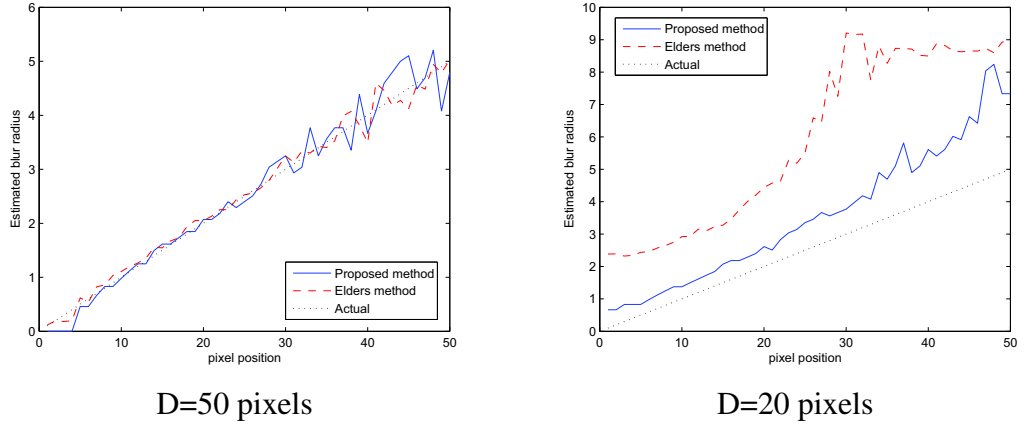 6
5
4
3
2
1
0
Estimated blur radius
Proposed method
Elders method
Actual
0 10 20 30 40 50
pixel position
D=50 pixels
10
9
8
7
6
5
4
3
2
1
0
Estimated blur radius
Proposed method
Elders method
Actual
0 10 20 30 40 50
pixel position
D=20 pixels